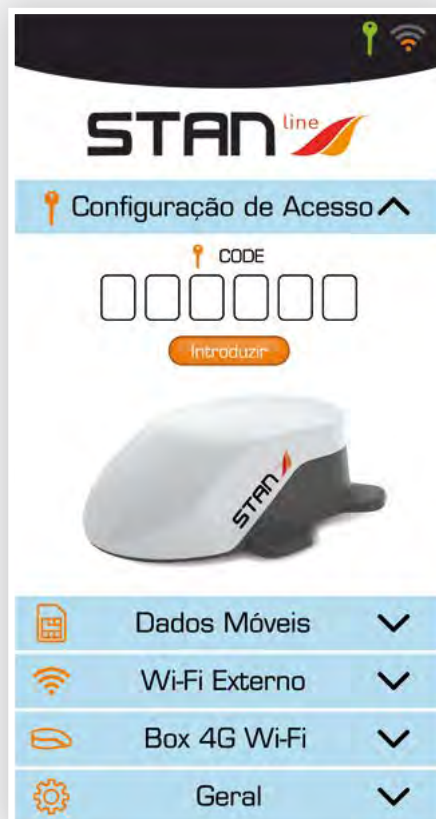 STAN line
Configuração de Acesso
CODE
Introduzir
STAN
Dados Móveis
Wi-Fi Externo
Box 4G Wi-Fi
Geral